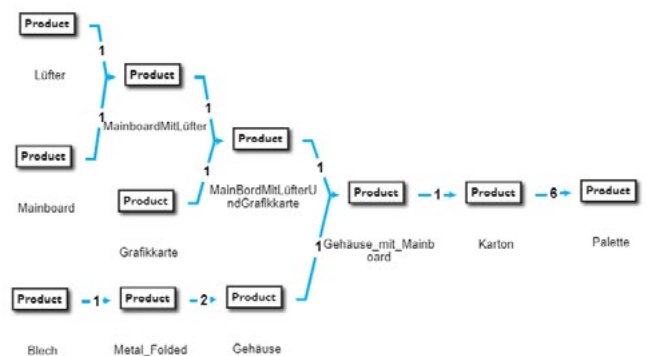 Product
1
Lüfter
Product
1
MainboardMitLüfter
Product
1
Mainboard
Product
1
MainBordMitLüfterU
ndGrafikkarte
Product
1
Grafikkarte
Product
1
Gehäuse_mit_Mainb
oard
Product
6
Karton
Product
Palette
Product
1
Blech
Product
2
Metal_Folded
Product
1
Gehäuse